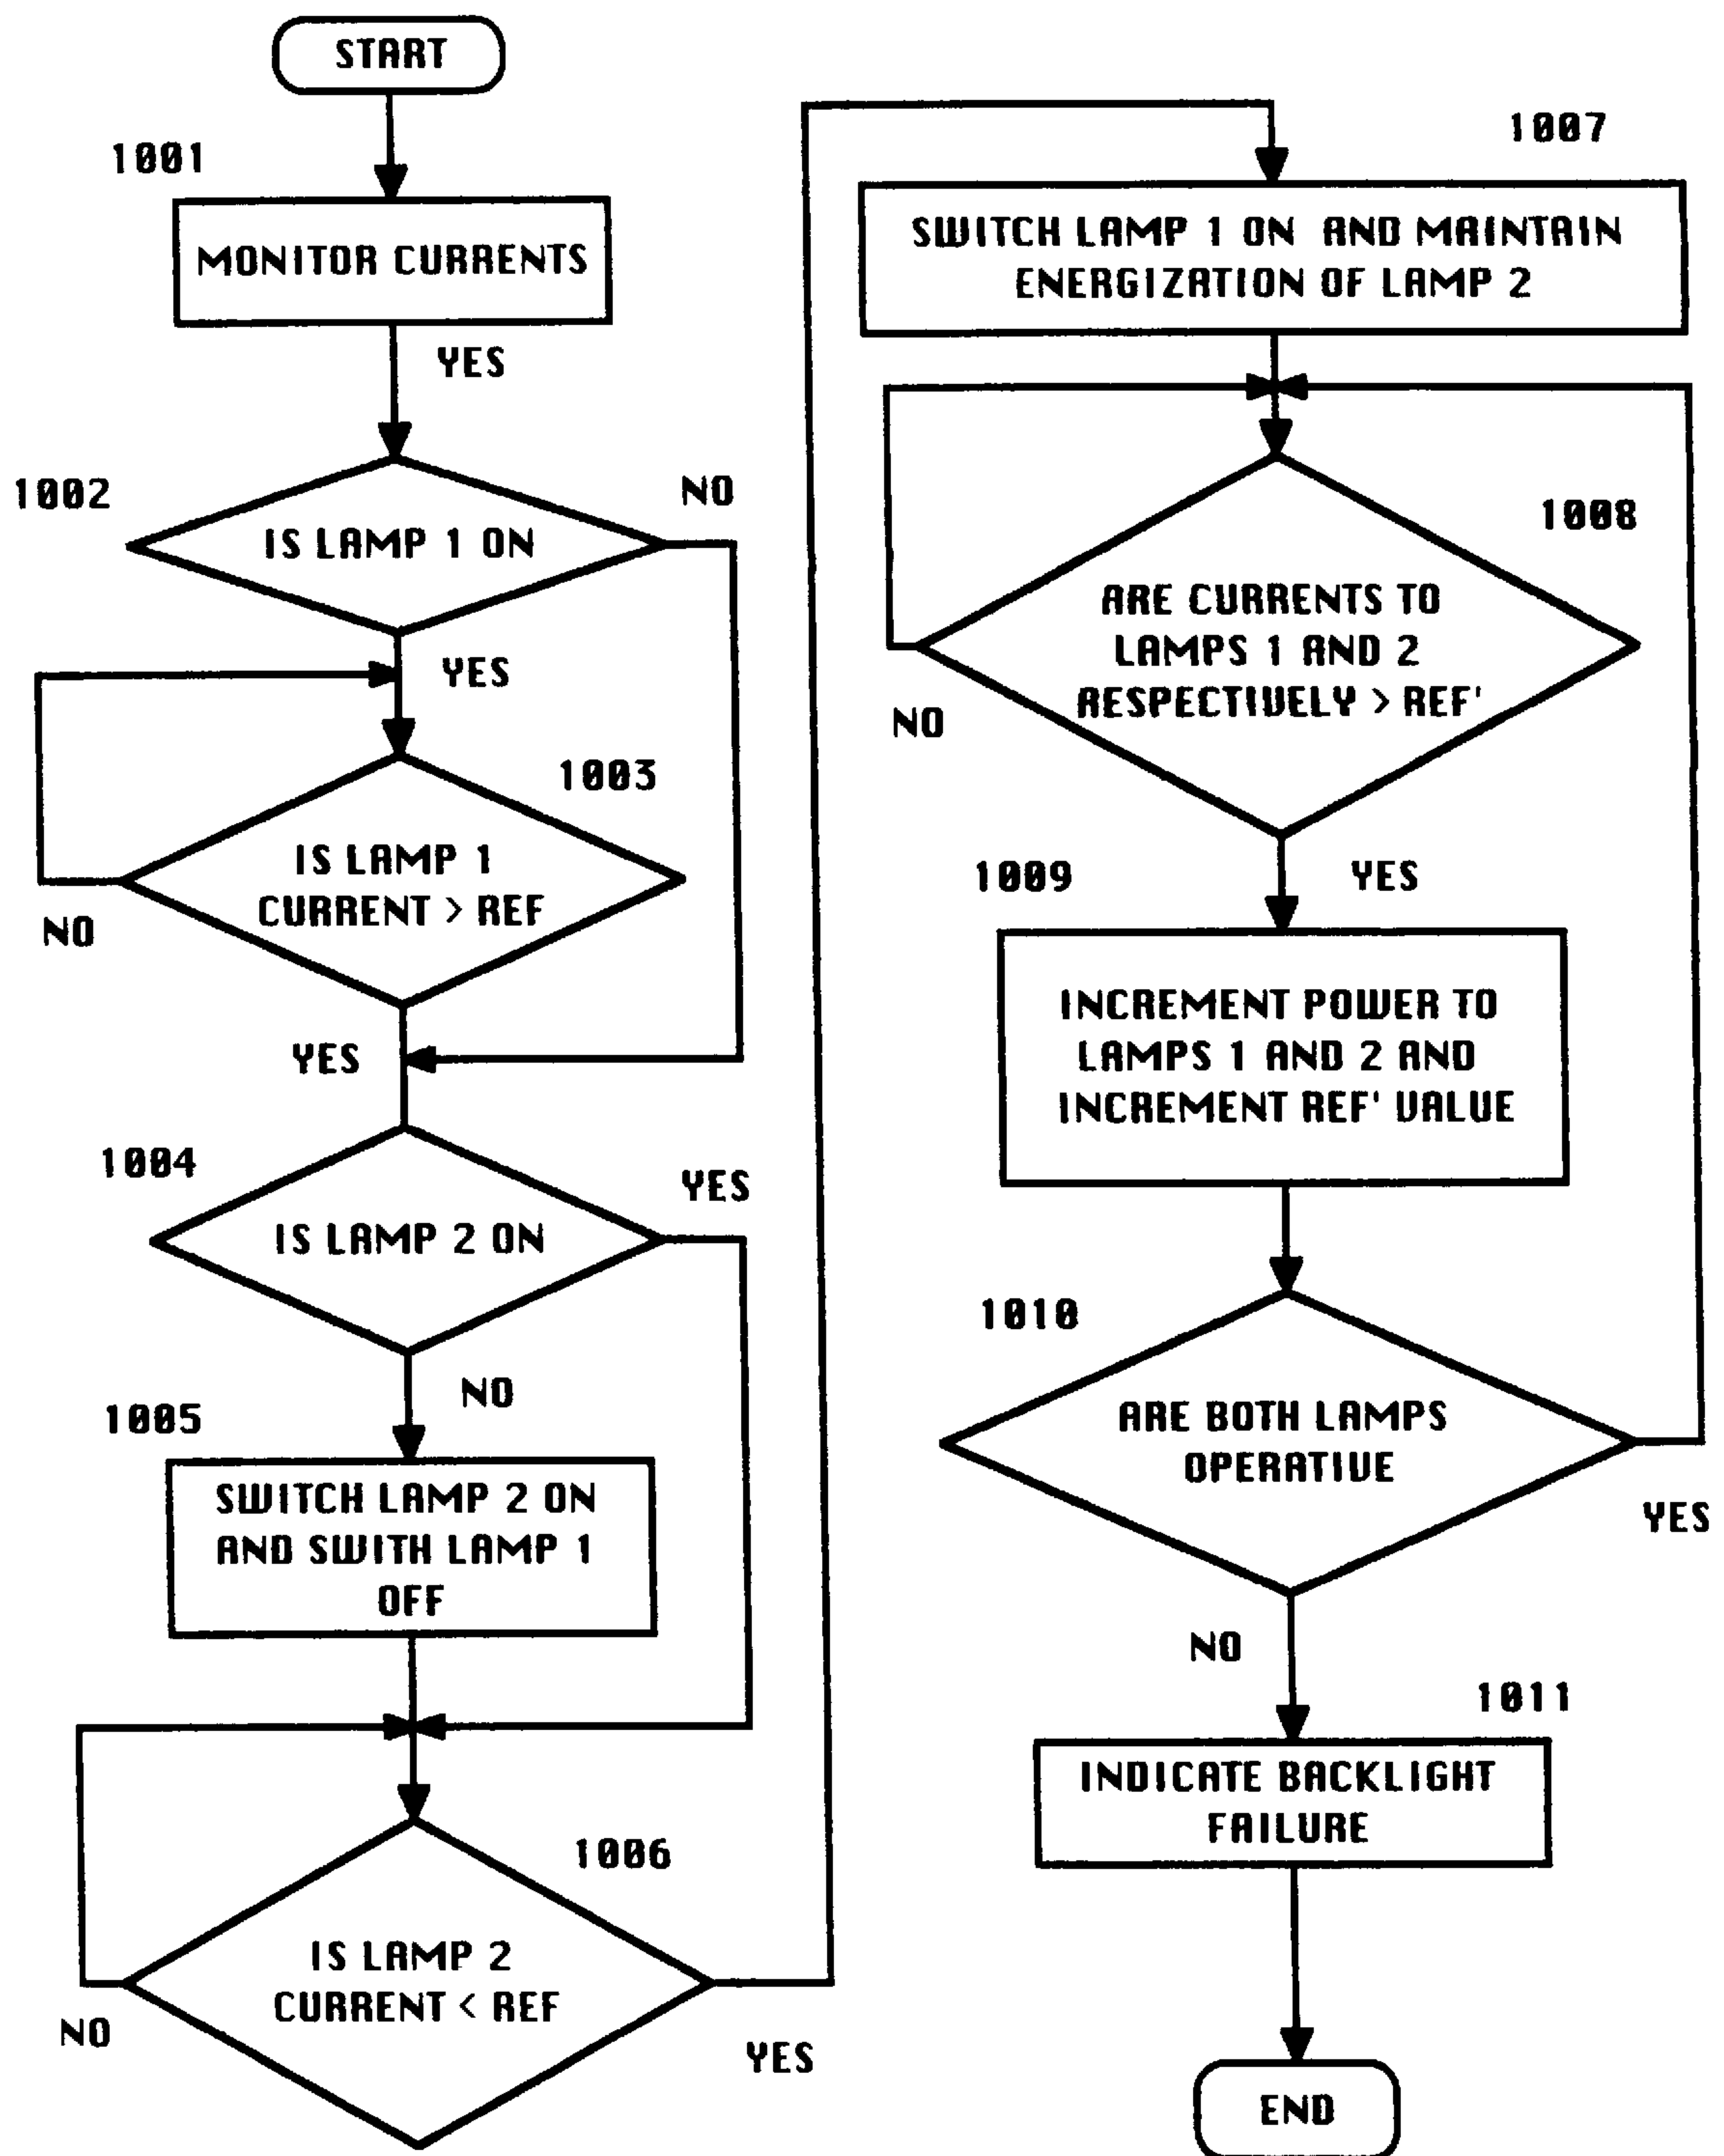 START
1001
MONITOR CURRENTS
YES
1002
NO
IS LAMP 1 ON
YES
1003
IS LAMP 1
CURRENT > REF
NO
YES
1004
YES
IS LAMP 2 ON
NO
1005
SWITCH LAMP 2 ON
AND SWITH LAMP 1
OFF
1006
IS LAMP 2
CURRENT < REF
NO
YES
1007
SWITCH LAMP 1 ON AND MAINTAIN
ENERGIZATION OF LAMP 2
1008
ARE CURRENTS TO
LAMPS 1 AND 2
RESPECTIVELY > REF'
NO
1009
YES
INCREMENT POWER TO
LAMPS 1 AND 2 AND
INCREMENT REF' VALUE
1010
ARE BOTH LAMPS
OPERATIVE
YES
NO
1011
INDICATE BACKLIGHT
FAILURE
END